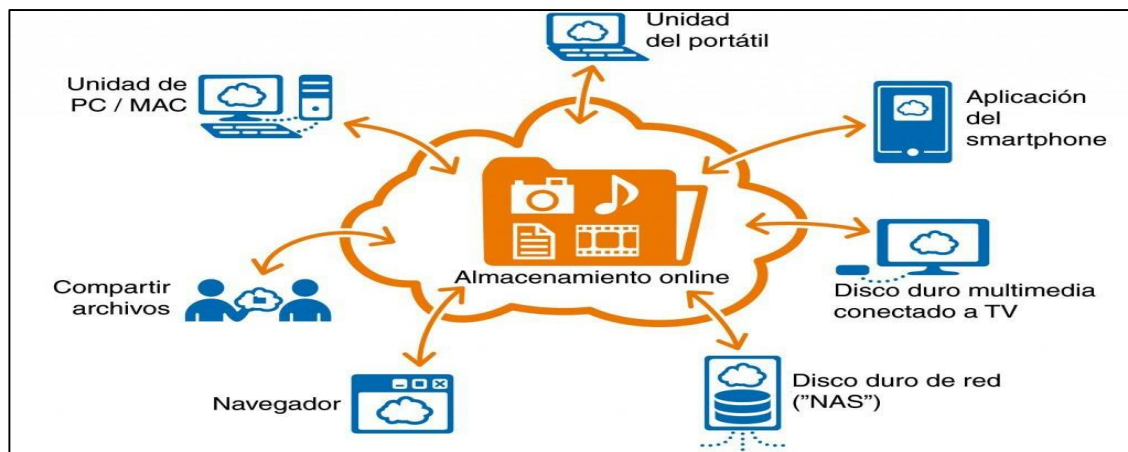 Unidad
del portátil
Unidad de
PC / MAC
Aplicación
del
smartphone
Almacenamiento online
Compartir
archivos
Disco duro multimedia
conectado a TV
Navegador
Disco duro de red
(”NAS”)